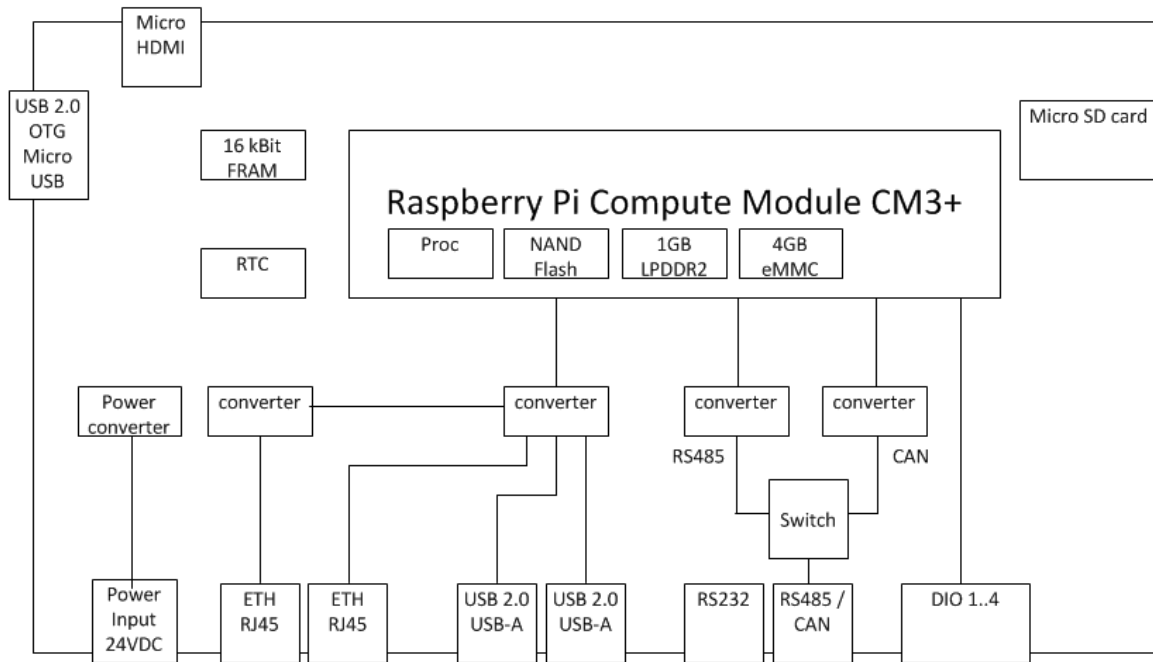 Micro
HDMI
USB 2.0
OTG
Micro
USB
16 kBit
FRAM
Micro SD card
Raspberry Pi Compute Module CM3+
Proc
NAND
Flash
1GB
LPDDR2
4GB
eMMC
RTC
Power
converter
converter
converter
converter
converter
RS485
CAN
Switch
Power
Input
24VDC
ETH
RJ45
ETH
RJ45
USB 2.0
USB-A
USB 2.0
USB-A
RS232
RS485 /
CAN
DIO 1..4